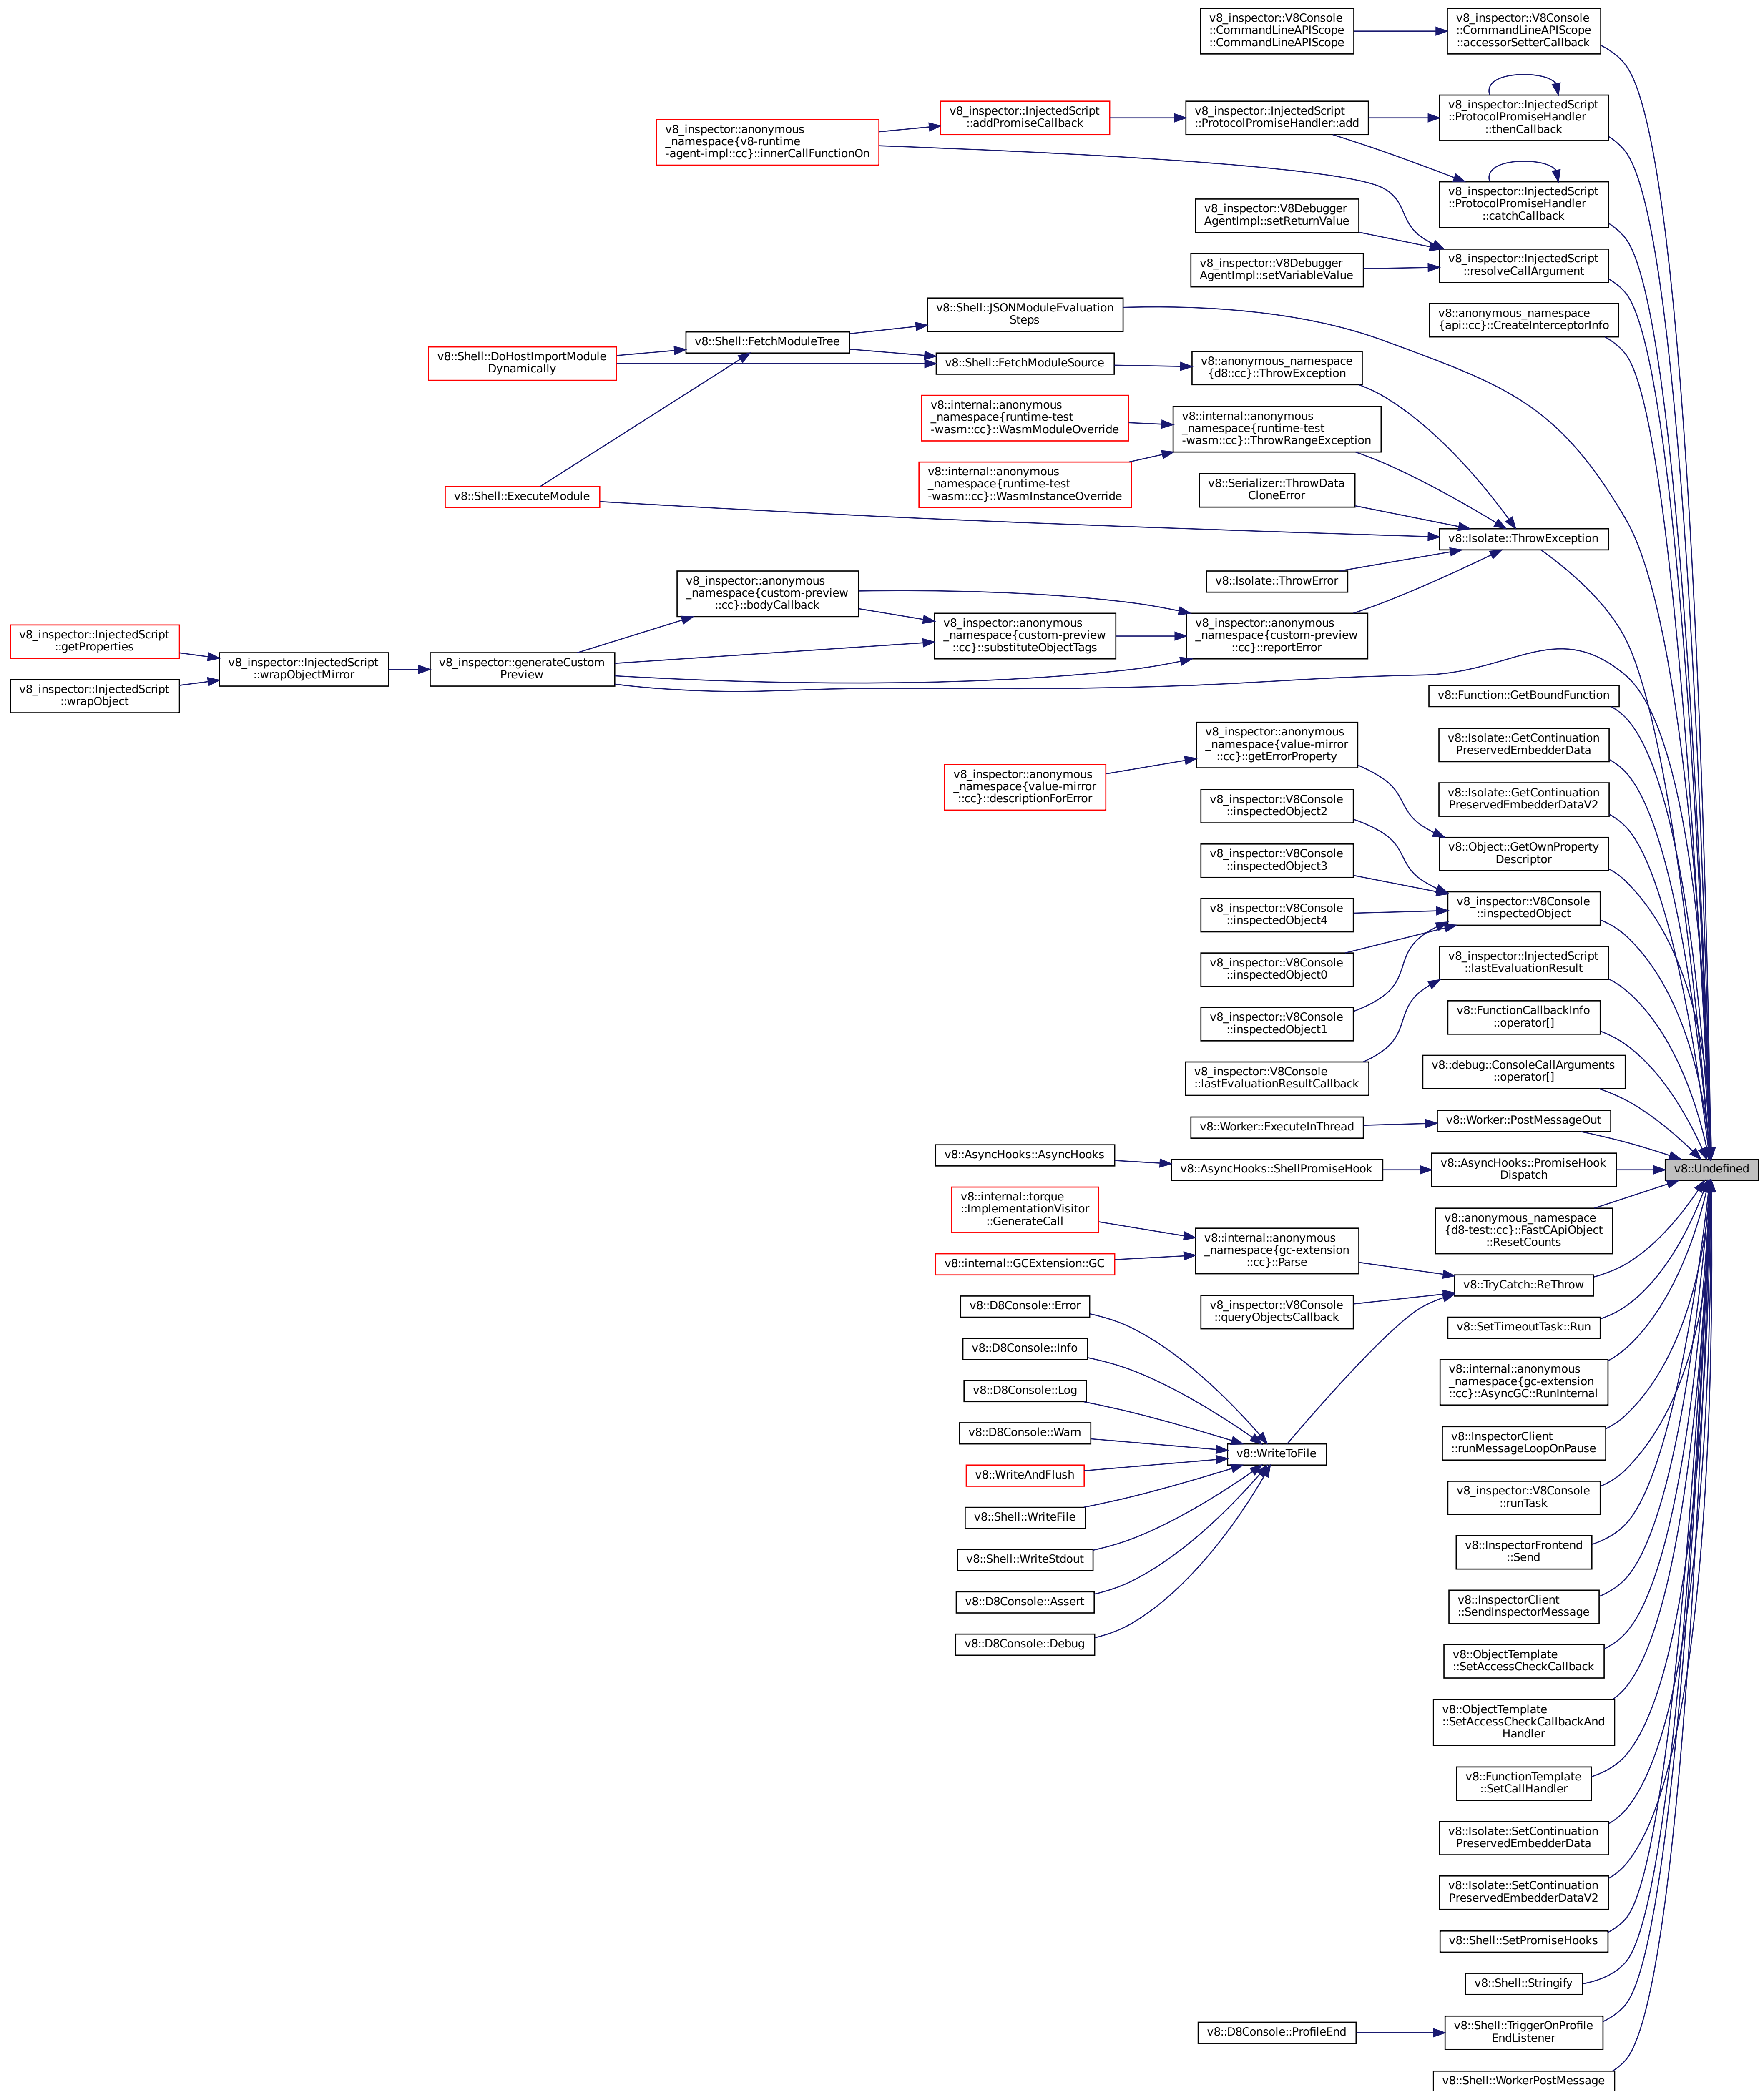 v8_inspector::V8Console
::CommandLineAPIScope
::CommandLineAPIScope
v8_inspector::V8Console
::CommandLineAPIScope
::accessorSetterCallback
v8_inspector::anonymous
_namespace{v8-runtime
-agent-impl::cc}::innerCallFunctionOn
v8_inspector::InjectedScript
::addPromiseCallback
v8_inspector::InjectedScript
::ProtocolPromiseHandler::add
v8_inspector::InjectedScript
::ProtocolPromiseHandler
::thenCallback
v8_inspector::InjectedScript
::ProtocolPromiseHandler
::catchCallback
v8_inspector::V8Debugger
AgentImpl::setReturnValue
v8_inspector::V8Debugger
AgentImpl::setVariableValue
v8_inspector::InjectedScript
::resolveCallArgument
v8::anonymous_namespace
{api::cc}::CreateInterceptorInfo
v8::Shell::JSONModuleEvaluation
Steps
v8::Shell::FetchModuleTree
v8::Shell::DoHostImportModule
Dynamically
v8::Shell::FetchModuleSource
v8::anonymous_namespace
{d8::cc}::ThrowException
v8::internal::anonymous
_namespace{runtime-test
-wasm::cc}::WasmModuleOverride
v8::internal::anonymous
_namespace{runtime-test
-wasm::cc}::ThrowRangeException
v8::internal::anonymous
_namespace{runtime-test
-wasm::cc}::WasmInstanceOverride
v8::Shell::ExecuteModule
v8::Serializer::ThrowData
CloneError
v8::Isolate::ThrowException
v8::Isolate::ThrowError
v8_inspector::anonymous
_namespace{custom-preview
::cc}::bodyCallback
v8_inspector::anonymous
_namespace{custom-preview
::cc}::substituteObjectTags
v8_inspector::anonymous
_namespace{custom-preview
::cc}::reportError
v8_inspector::InjectedScript
::getProperties
v8_inspector::InjectedScript
::wrapObject
v8_inspector::InjectedScript
::wrapObjectMirror
v8_inspector::generateCustom
Preview
v8::Function::GetBoundFunction
v8::Isolate::GetContinuation
PreservedEmbedderData
v8::Isolate::GetContinuation
PreservedEmbedderDataV2
v8_inspector::anonymous
_namespace{value-mirror
::cc}::descriptionForError
v8_inspector::anonymous
_namespace{value-mirror
::cc}::getErrorProperty
v8::Object::GetOwnProperty
Descriptor
v8_inspector::V8Console
::inspectedObject2
v8_inspector::V8Console
::inspectedObject3
v8_inspector::V8Console
::inspectedObject4
v8_inspector::V8Console
::inspectedObject0
v8_inspector::V8Console
::inspectedObject1
v8_inspector::V8Console
::inspectedObject
v8_inspector::InjectedScript
::lastEvaluationResult
v8_inspector::V8Console
::lastEvaluationResultCallback
v8::FunctionCallbackInfo
::operator[]
v8::debug::ConsoleCallArguments
::operator[]
v8::Worker::ExecuteInThread
v8::Worker::PostMessageOut
v8::AsyncHooks::AsyncHooks
v8::AsyncHooks::ShellPromiseHook
v8::AsyncHooks::PromiseHook
Dispatch
v8::Undefined
v8::anonymous_namespace
{d8-test::cc}::FastCApiObject
::ResetCounts
v8::internal::torque
::ImplementationVisitor
::GenerateCall
v8::internal::GCExtension::GC
v8::internal::anonymous
_namespace{gc-extension
::cc}::Parse
v8::TryCatch::ReThrow
v8_inspector::V8Console
::queryObjectsCallback
v8::D8Console::Error
v8::D8Console::Info
v8::D8Console::Log
v8::D8Console::Warn
v8::WriteAndFlush
v8::Shell::WriteFile
v8::Shell::WriteStdout
v8::D8Console::Assert
v8::D8Console::Debug
v8::WriteToFile
v8::SetTimeoutTask::Run
v8::internal::anonymous
_namespace{gc-extension
::cc}::AsyncGC::RunInternal
v8::InspectorClient
::runMessageLoopOnPause
v8_inspector::V8Console
::runTask
v8::InspectorFrontend
::Send
v8::InspectorClient
::SendInspectorMessage
v8::ObjectTemplate
::SetAccessCheckCallback
v8::ObjectTemplate
::SetAccessCheckCallbackAnd
Handler
v8::FunctionTemplate
::SetCallHandler
v8::Isolate::SetContinuation
PreservedEmbedderData
v8::Isolate::SetContinuation
PreservedEmbedderDataV2
v8::Shell::SetPromiseHooks
v8::Shell::Stringify
v8::D8Console::ProfileEnd
v8::Shell::TriggerOnProfile
EndListener
v8::Shell::WorkerPostMessage